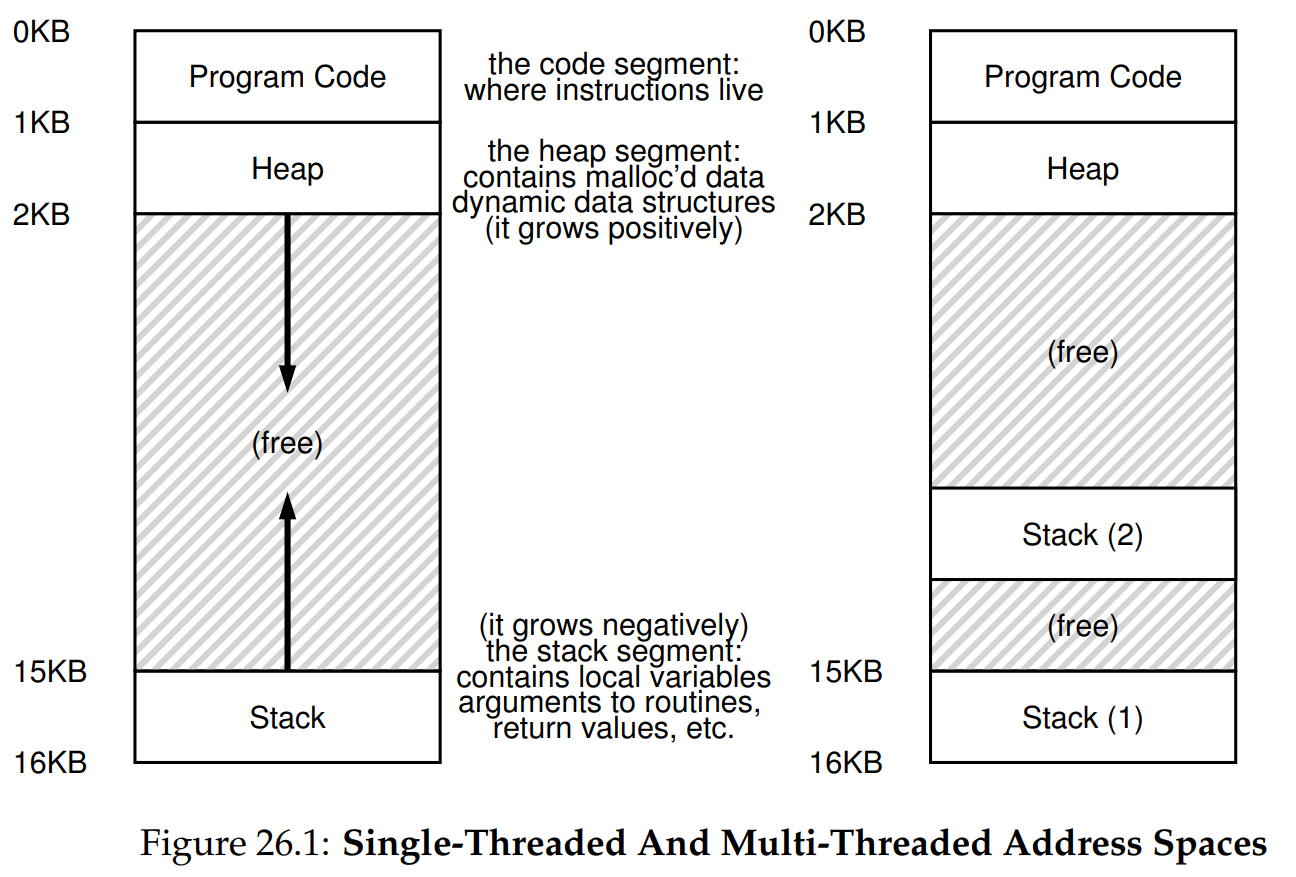 0KB
Program Code
1KB
Heap
2KB
(free)
15KB
Stack
16KB
the code segment:
where instructions live
the heap segment:
contains malloc'd data
dynamic data structures
(it grows positively)
(it grows negatively)
the stack segment:
contains local variables
arguments to routines,
return values, etc.
0KB
Program Code
1KB
Heap
2KB
(free)
Stack (2)
(free)
15KB
Stack (1)
16KB
Figure 26.1: Single-Threaded And Multi-Threaded Address Spaces